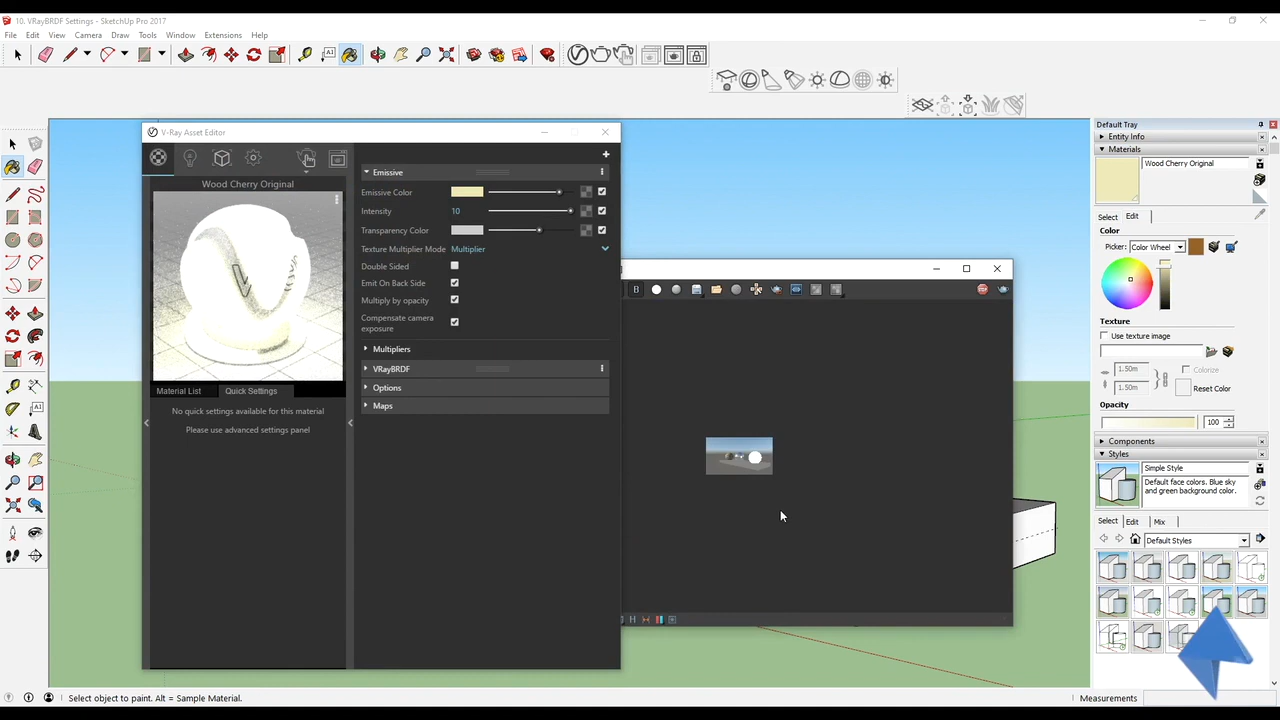 10. VRayBRDF Settings - SketchUp Pro 2017
File Edit View Camera Draw Tools Window Extensions Help
V-Ray Asset Editor
Wood Cherry Original
Material List Quick Settings
No quick settings available for this material
Please use advanced settings panel
Emissive
Emissive Color
Intensity 10
Transparency Color
Texture Multiplier Mode Multiplier
Double Sided
Emit On Back Side
Multiply by opacity
Compensate camera
exposure
Multipliers
VRayBRDF
Options
Maps
Default Tray
Entity Info
Materials
Wood Cherry Original
Select Edit
Color
Picker: Color Wheel
Texture
Use texture image
1.50m Colorize
1.50m Reset Color
Opacity
100
Components
Styles
Simple Style
Default face colors. Blue sky
and green background color.
Select Edit Mix
Default Styles
Select object to paint. Alt = Sample Material.
Measurements